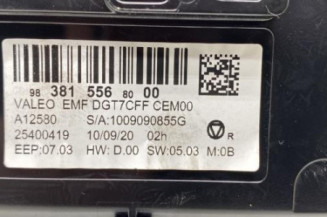 98 381 556 80 00
VALEO EMF DGT7CFF CEM00
A12580 S/A:1009090855G
25400419 10/09/20 02h R
EEP:07.03 HW: D.00 SW:05.03 M:0B